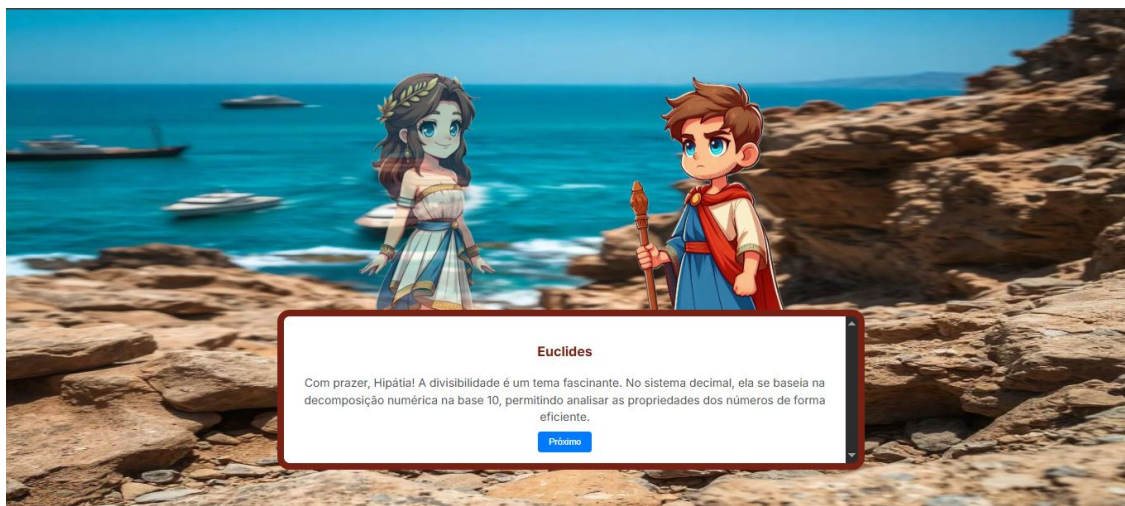 Euclides
Com prazer, Hipátia! A divisibilidade é um tema fascinante. No sistema decimal, ela se baseia na
decomposição numérica na base 10, permitindo analisar as propriedades dos números de forma
eficiente.
Próximo